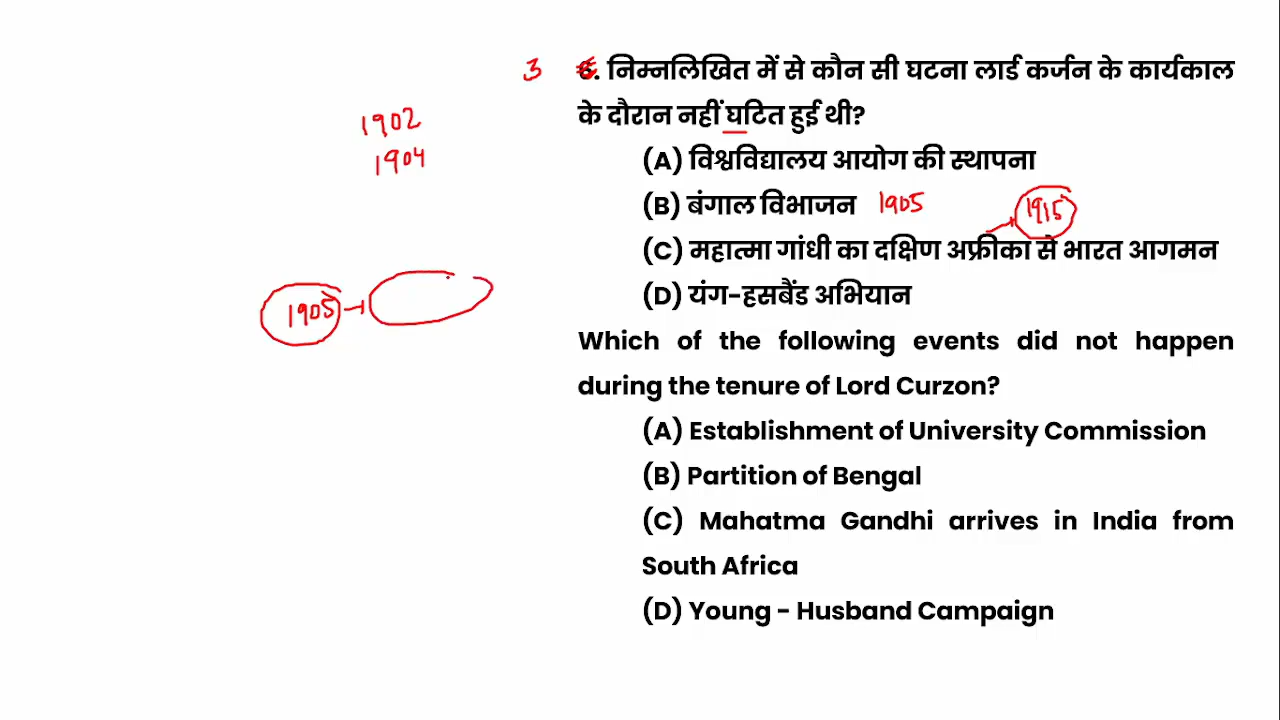 3 6. निम्नलिखित में से कौन सी घटना लार्ड कर्जन के कार्यकाल
के दौरान नहीं घटित हुई थी?
1902
1904
(A) विश्वविद्यालय आयोग की स्थापना
(B) बंगाल विभाजन 1905
1915
(C) महात्मा गांधी का दक्षिण अफ्रीका से भारत आगमन
(D) यंग-हसबैंड अभियान
1905
Which of the following events did not happen
during the tenure of Lord Curzon?
(A) Establishment of University Commission
(B) Partition of Bengal
(C) Mahatma Gandhi arrives in India from
South Africa
(D) Young - Husband Campaign